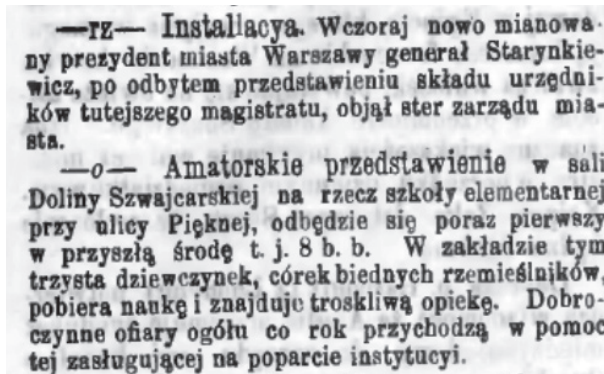 —rz— Installacya. Wczoraj nowo mianowa-
ny prezydent miasta Warszawy generał Starynkie-
wicz, po odbytem przedstawieniu składu urzędni-
ków tutejszego magistratu, objął ster zarządu mia-
sta.
—o— Amatorskie przedstawienie w sali
Doliny Szwajcarskiej na rzecz szkoły elementarnej
przy ulicy Pięknej, odbędzie się poraz pierwszy
w przyszłą środę t. j. 8 b. b. W zakładzie tym
trzysta dziewczynek, córek biednych rzemieślników,
pobiera naukę i znajduje troskliwą opiekę. Dobro-
czynne ofiary ogółu co rok przychodzą w pomoc
tej zasługującej na poparcie instytucyi.